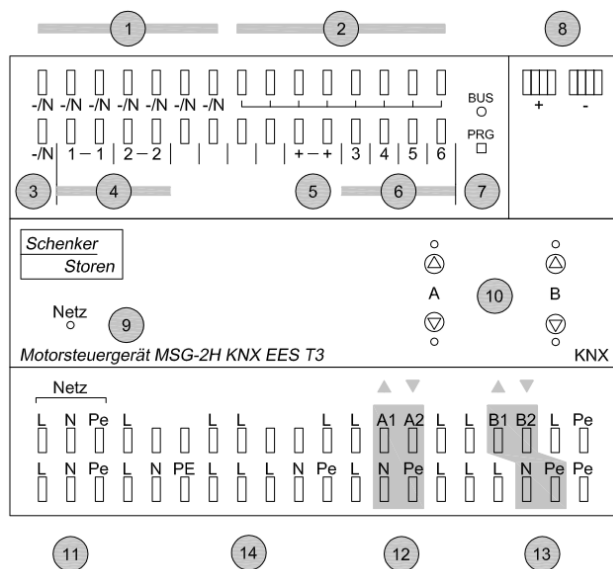 1 2 8
-/N -/N -/N -/N -/N -/N -/N
BUS
+ -
PRG
-/N 1 – 1 2 – 2 + – + 3 4 5 6
3 4 5 6 7
Schenker
Storen
A 10 B
Netz
9
Motorsteuergerät MSG-2H KNX EES T3 KNX
Netz
L N Pe L L L L L A1 A2 L L B1 B2 L Pe
L N Pe L N PE L L L N Pe L N Pe L L L N Pe Pe
11 14 12 13